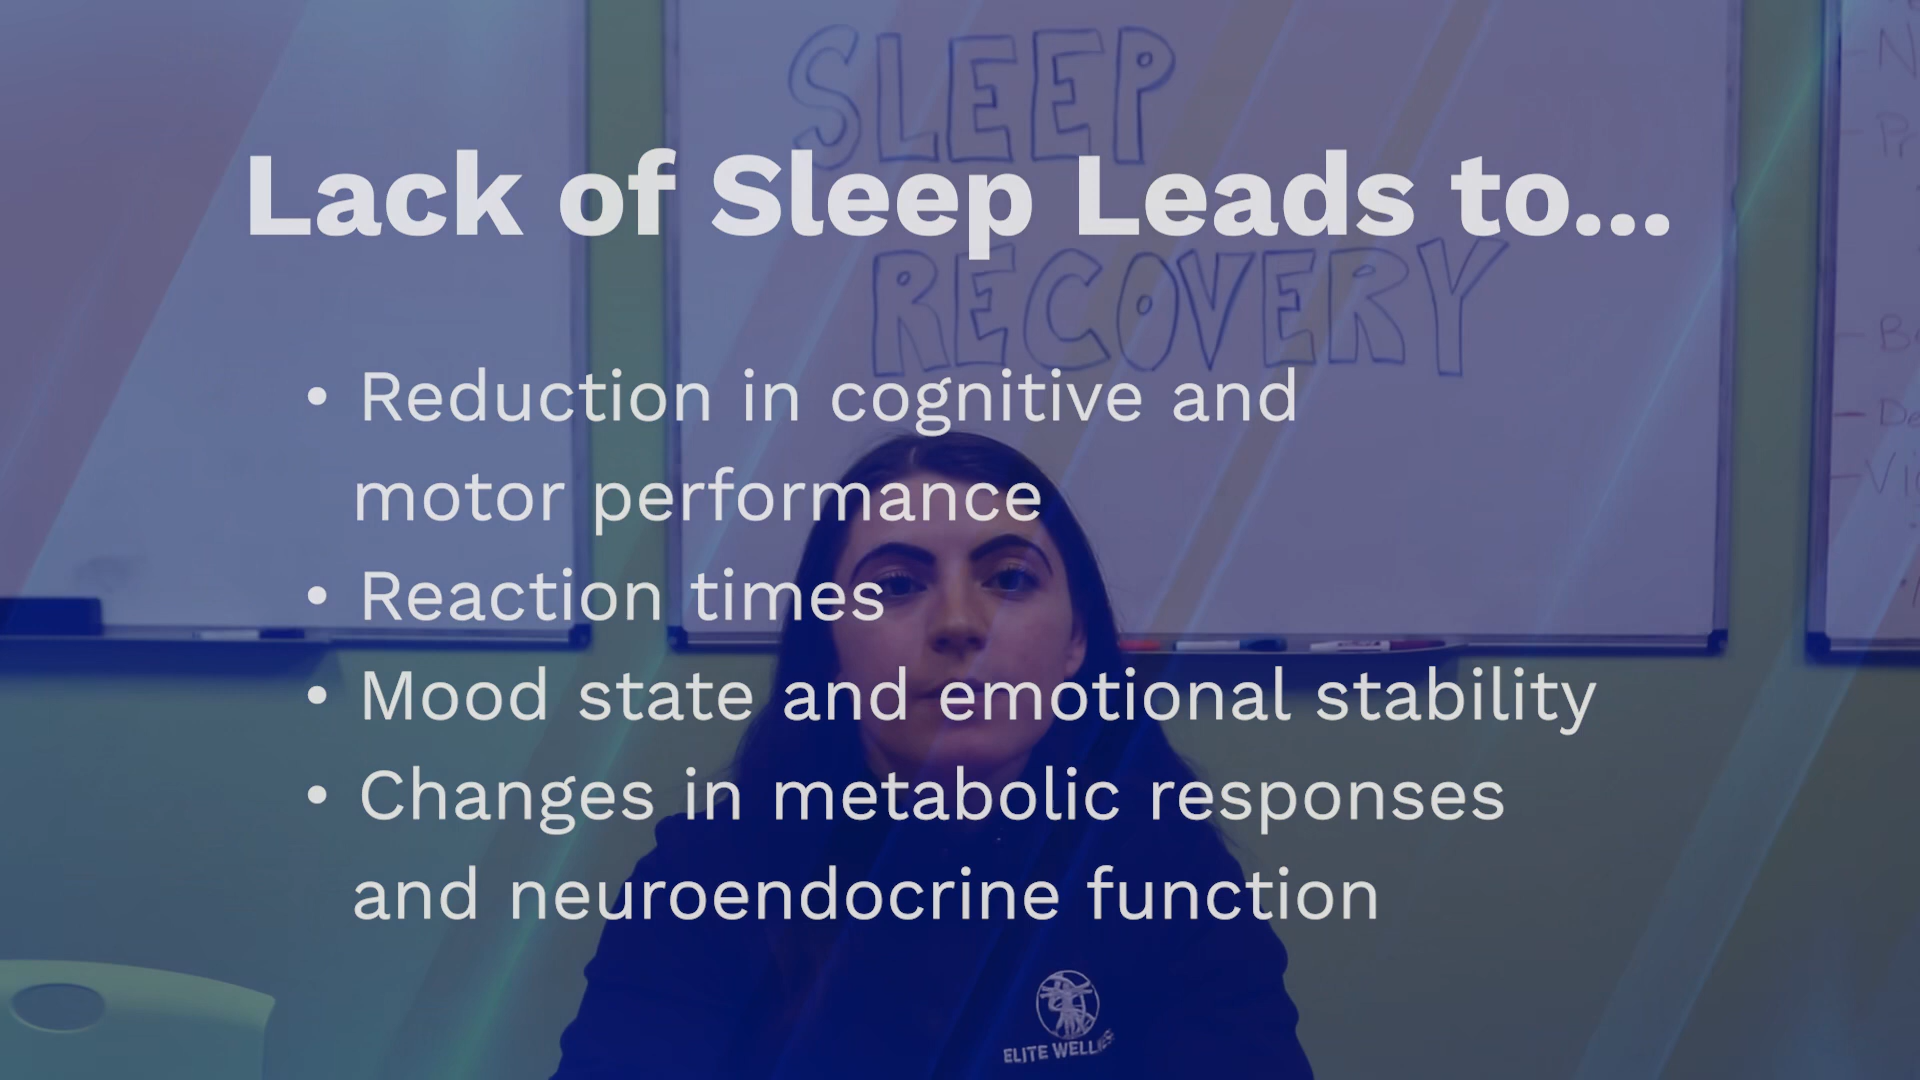 SLEEP
Lack of Sleep Leads to...
RECOVERY
• Reduction in cognitive and
motor performance
• Reaction times
• Mood state and emotional stability
• Changes in metabolic responses
and neuroendocrine function
ELITE